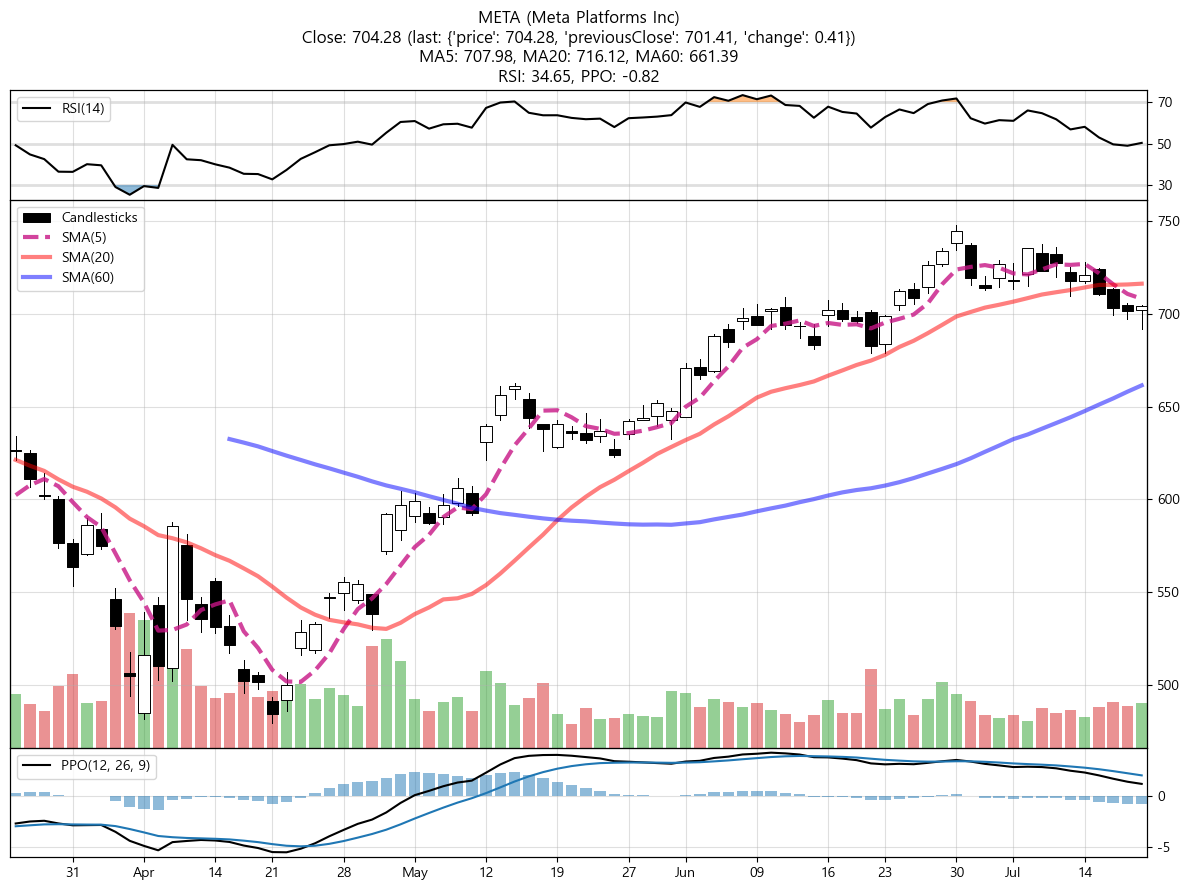 META (Meta Platforms Inc)
Close: 704.28 (last: {'price': 704.28, 'previousClose': 701.41, 'change': 0.41})
MA5: 707.98, MA20: 716.12, MA60: 661.39
RSI: 34.65, PPO: -0.82
RSI(14)
70
50
30
Candlesticks
SMA(5)
SMA(20)
SMA(60)
750
700
650
600
550
500
PPO(12, 26, 9)
0
-5
31 Apr 14 21 28 May 12 19 27 Jun 09 16 23 30 Jul 14